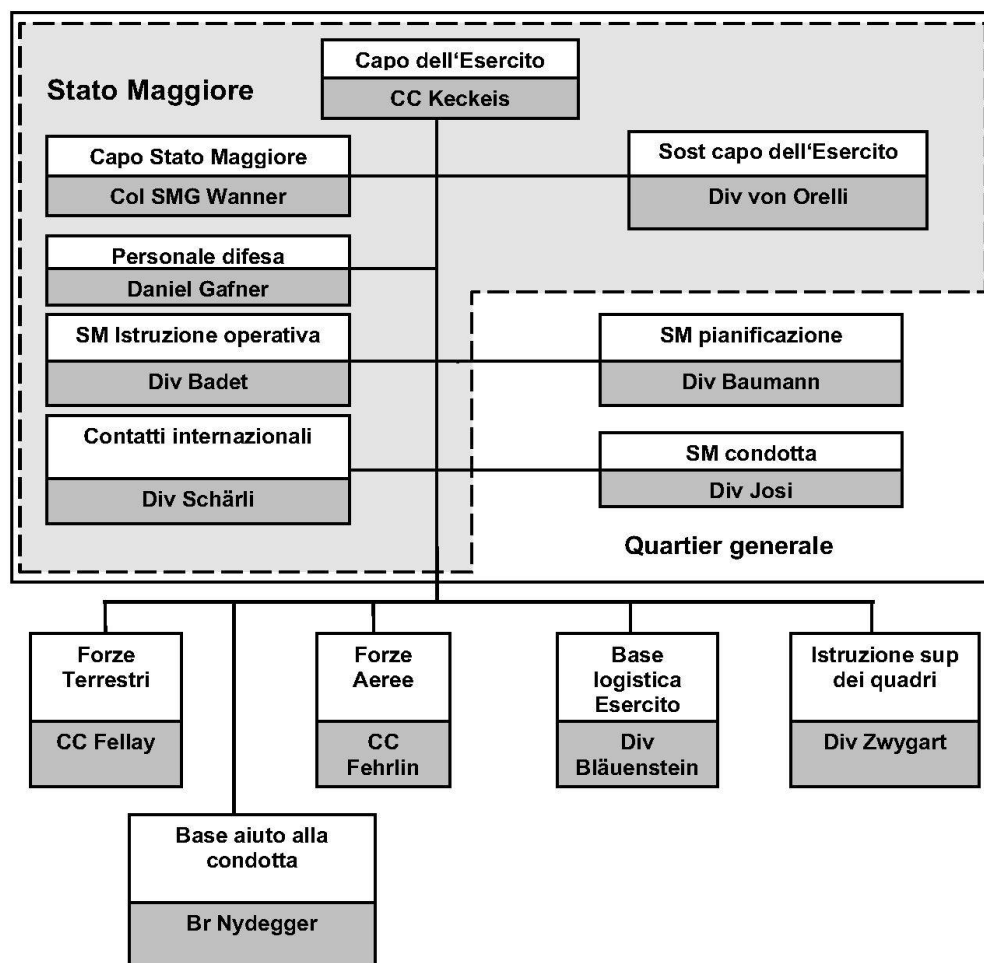 Capo dell‘Esercito
CC Keckeis
Stato Maggiore
Capo Stato Maggiore
Col SMG Wanner
Sost capo dell‘Esercito
Div von Orelli
Personale difesa
Daniel Gafner
SM Istruzione operativa
Div Badet
SM pianificazione
Div Baumann
Contatti internazionali
Div Schärli
SM condotta
Div Josi
Quartier generale
Forze
Terrestri
CC Fellay
Forze
Aeree
CC
Fehrlin
Base
logistica
Esercito
Div
Bläuenstein
Istruzione sup
dei quadri
Div Zwygart
Base aiuto alla
condotta
Br Nydegger